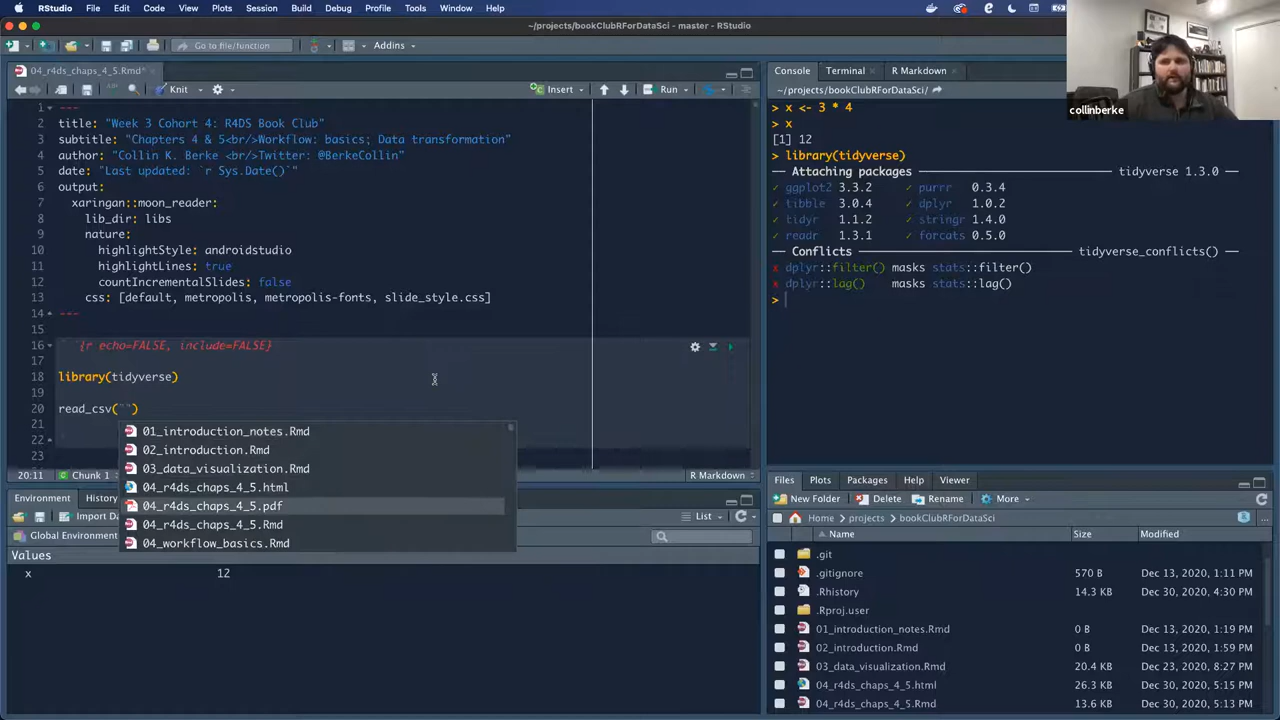 RStudio File Edit Code View Plots Session Build Debug Profile Tools Window Help
~/projects/bookClubRForDataSci - master - RStudio
Go to file/function Addins
04_r4ds_chaps_4_5.Rmd*
Knit Insert Run
1 ---
2 title: "Week 3 Cohort 4: R4DS Book Club"
3 subtitle: "Chapters 4 & 5<br/>Workflow: basics; Data transformation"
4 author: "Collin K. Berke <br/>Twitter: @BerkeCollin"
5 date: "Last updated: `r Sys.Date()`"
6 output:
7 xaringan::moon_reader:
8 lib_dir: libs
9 nature:
10 highlightStyle: androidstudio
11 highlightLines: true
12 countIncrementalSlides: false
13 css: [default, metropolis, metropolis-fonts, slide_style.css]
14 ---
15
16 ```{r echo=FALSE, include=FALSE}
17
18 library(tidyverse)
19
20 read_csv("")
21
22
23
01_introduction_notes.Rmd
02_introduction.Rmd
03_data_visualization.Rmd
04_r4ds_chaps_4_5.html
04_r4ds_chaps_4_5.pdf
04_r4ds_chaps_4_5.Rmd
04_workflow_basics.Rmd
20:11 Chunk 1 R Markdown
Environment History
Import Da List
Global Environment
Values
x 12
Console Terminal R Markdown
~/projects/bookClubRForDataSci/
> x <- 3 * 4
> x
[1] 12
> library(tidyverse)
── Attaching packages ── tidyverse 1.3.0 ──
✓ ggplot2 3.3.2 ✓ purrr 0.3.4
✓ tibble 3.0.4 ✓ dplyr 1.0.2
✓ tidyr 1.1.2 ✓ stringr 1.4.0
✓ readr 1.3.1 ✓ forcats 0.5.0
── Conflicts ── tidyverse_conflicts() ──
x dplyr::filter() masks stats::filter()
x dplyr::lag() masks stats::lag()
>
collinberke
Files Plots Packages Help Viewer
New Folder Delete Rename More
Home projects bookClubRForDataSci
Name Size Modified
.git
.gitignore 570 B Dec 13, 2020, 1:11 PM
.Rhistory 14.3 KB Dec 30, 2020, 4:30 PM
.Rproj.user
01_introduction_notes.Rmd 0 B Dec 13, 2020, 1:19 PM
02_introduction.Rmd 0 B Dec 13, 2020, 1:59 PM
03_data_visualization.Rmd 20.4 KB Dec 23, 2020, 8:27 PM
04_r4ds_chaps_4_5.html 26.3 KB Dec 30, 2020, 5:15 PM
04_r4ds_chaps_4_5.Rmd 13.6 KB Dec 30, 2020, 5:13 PM